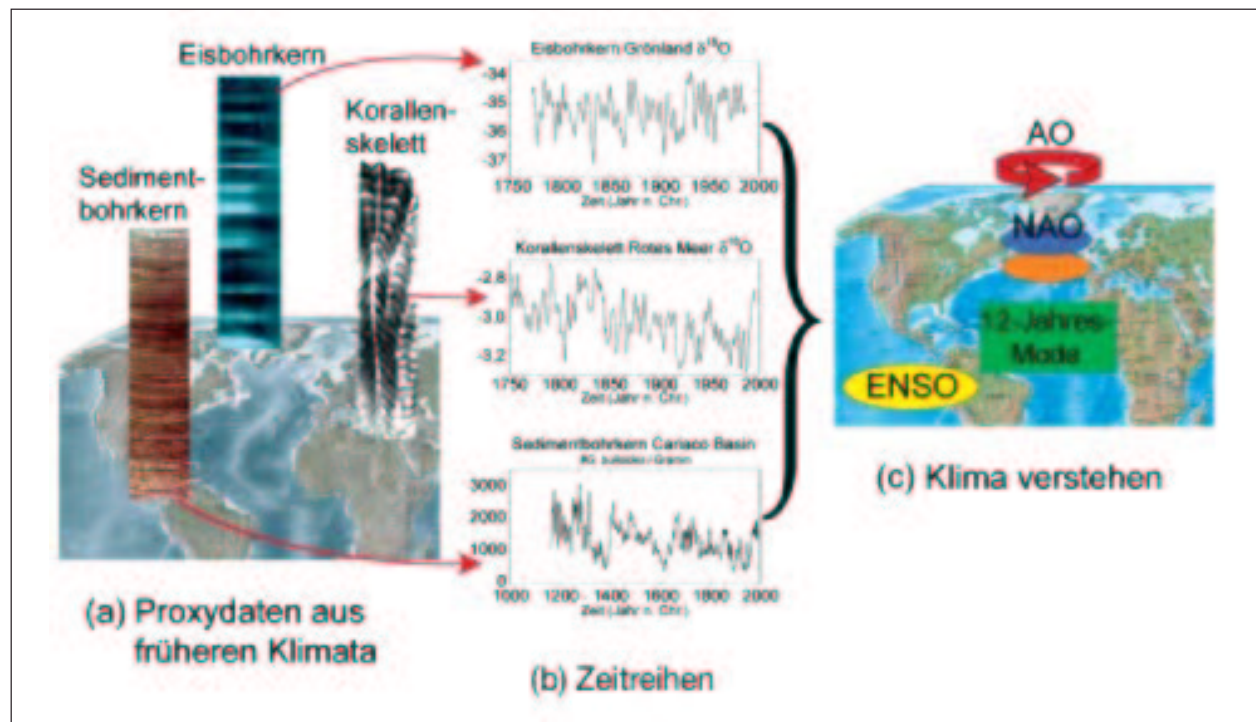 Eisbohrkern
Korallen-
skelett
Sediment-
bohrkern
(a) Proxydaten aus
früheren Klimata
Eisbohrkern Grönland δ¹⁸O
-34
-35
-36
-37
1750 1800 1850 1900 1950 2000
Zeit (Jahr n. Chr.)
Korallenskelett Rotes Meer δ¹⁸O
-2.8
-3.0
-3.2
1750 1800 1850 1900 1950 2000
Zeit (Jahr n. Chr.)
Sedimentbohrkern Cariaco Basin
bulloides / Gramm
3000
2000
1000
0
1000 1200 1400 1600 1800 2000
Zeit (Jahr n. Chr.)
(b) Zeitreihen
AO
NAO
12-Jahres-
Mode
ENSO
...
(c) Klima verstehen